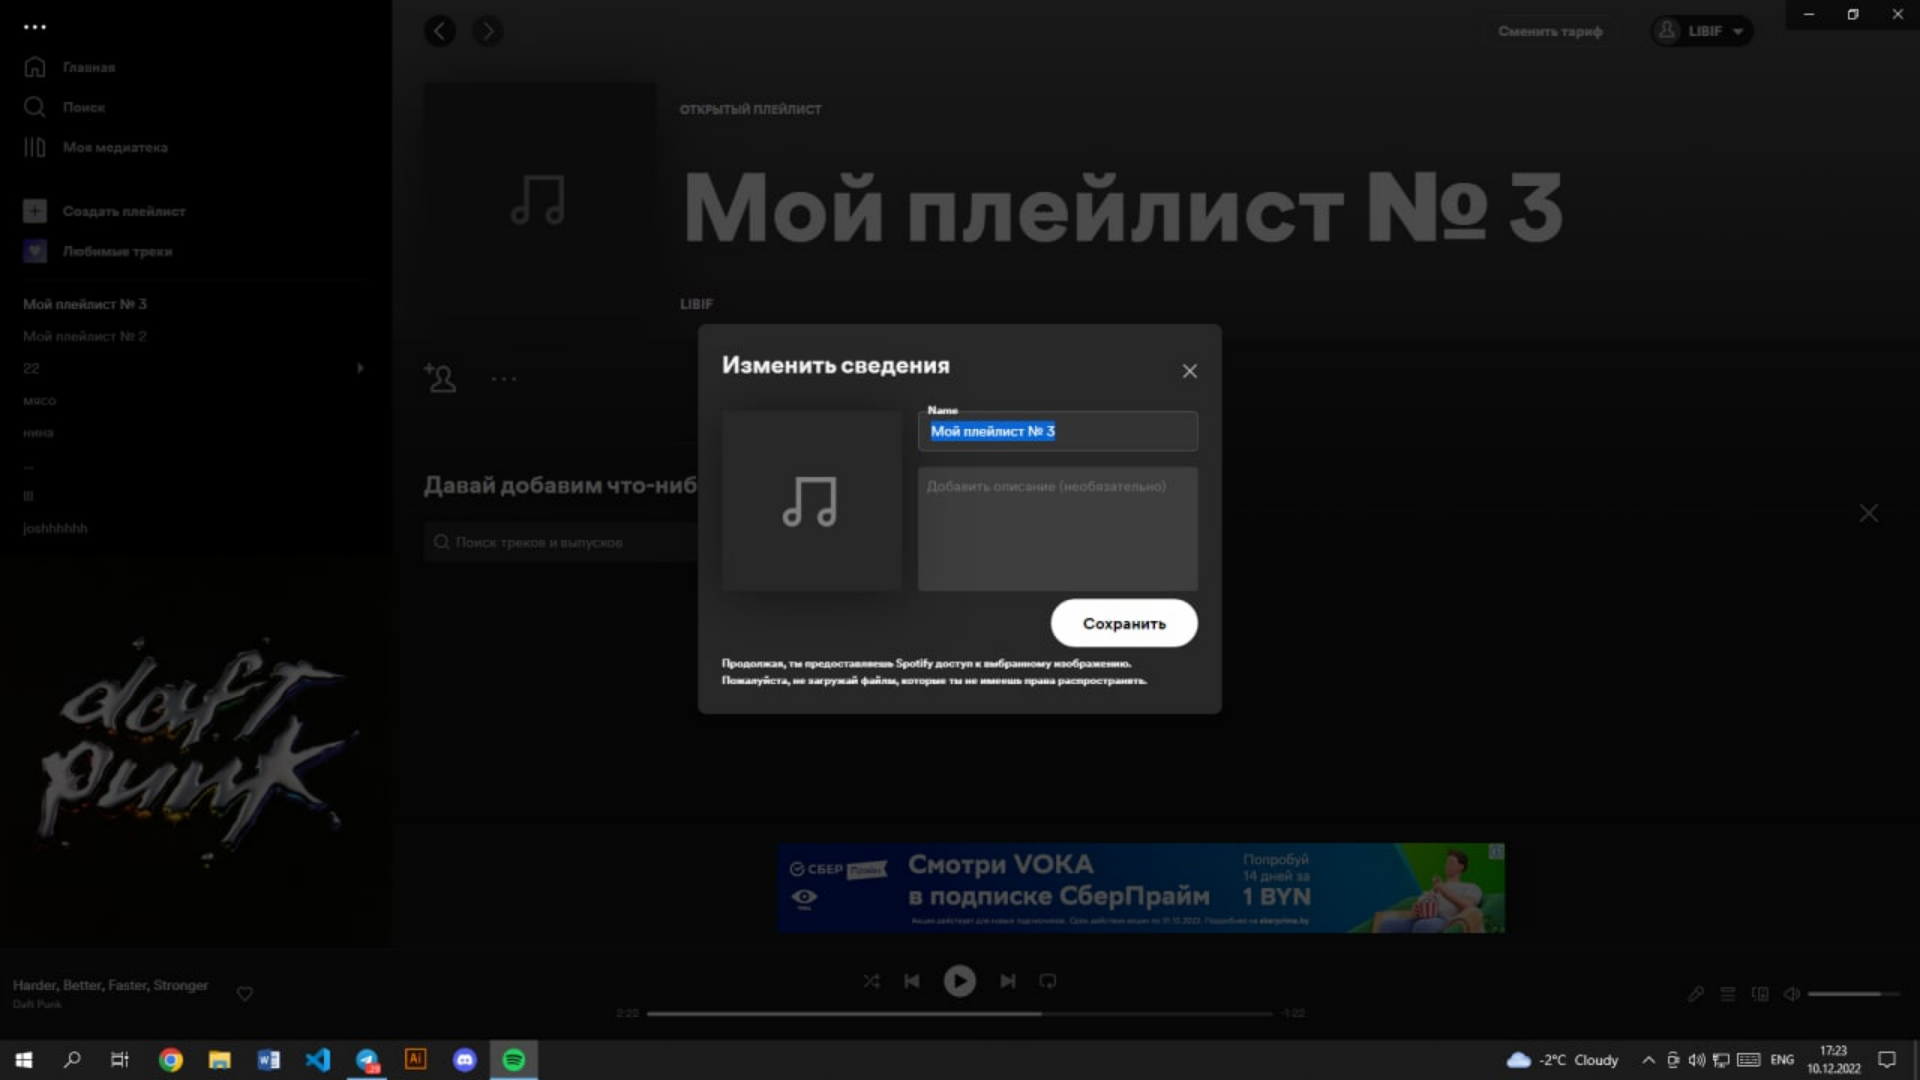 Главная
Поиск
Моя медиатека
Создать плейлист
Любимые треки
Мой плейлист № 3
Мой плейлист № 2
22
мясо
нина
...
lll
joshhhhhh
daft
punk
Сменить тариф
LIBIF
ОТКРЫТЫЙ ПЛЕЙЛИСТ
Мой плейлист № 3
LIBIF
Давай добавим что-ниб
Поиск треков и выпусков
Изменить сведения
Name
Мой плейлист № 3
Добавить описание (необязательно)
Сохранить
Продолжая, ты предоставляешь Spotify доступ к выбранному изображению.
Пожалуйста, не загружай файлы, которые ты не имеешь права распространять.
СБЕР Прайм
Смотри VOKA
в подписке СберПрайм
Попробуй
14 дней за
1 BYN
Harder, Better, Faster, Stronger
Daft Punk
2:22
-1:22
W
29
Ai
-2°C Cloudy
ENG
17:23
10.12.2022